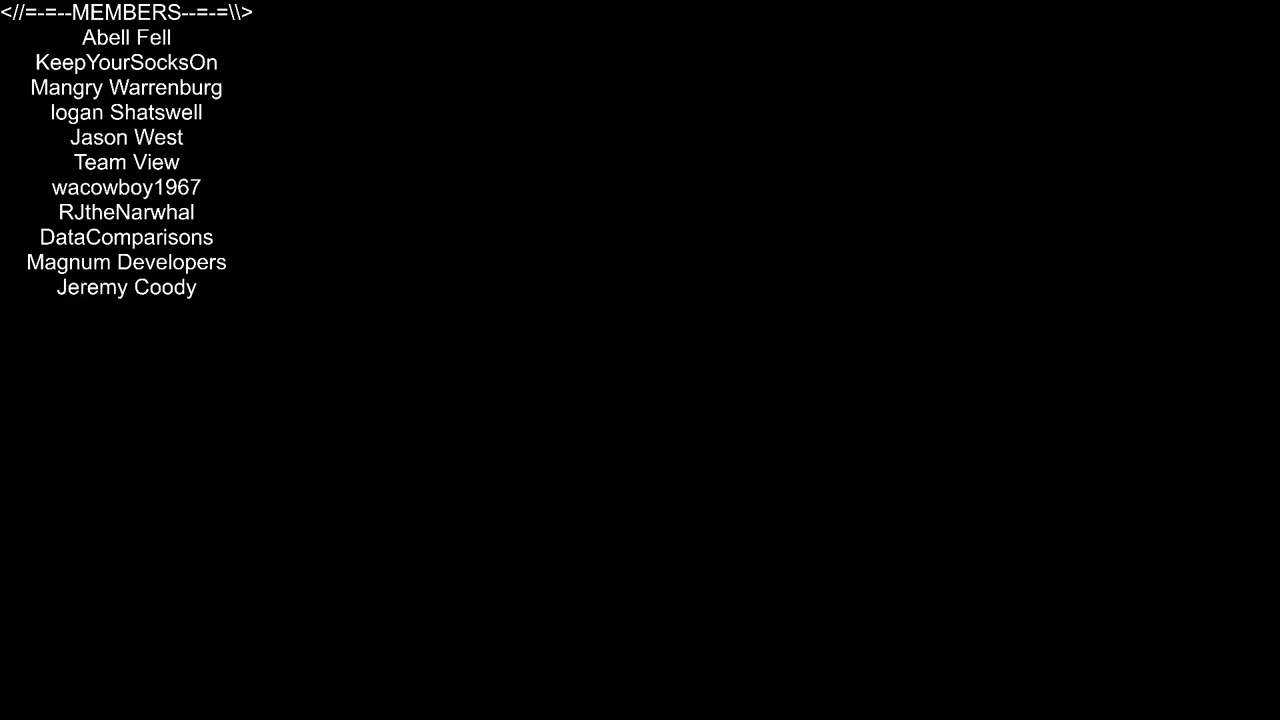 <//=-=--MEMBERS--=-=\\>
Abell Fell
KeepYourSocksOn
Mangry Warrenburg
logan Shatswell
Jason West
Team View
wacowboy1967
RJtheNarwhal
DataComparisons
Magnum Developers
Jeremy Coody